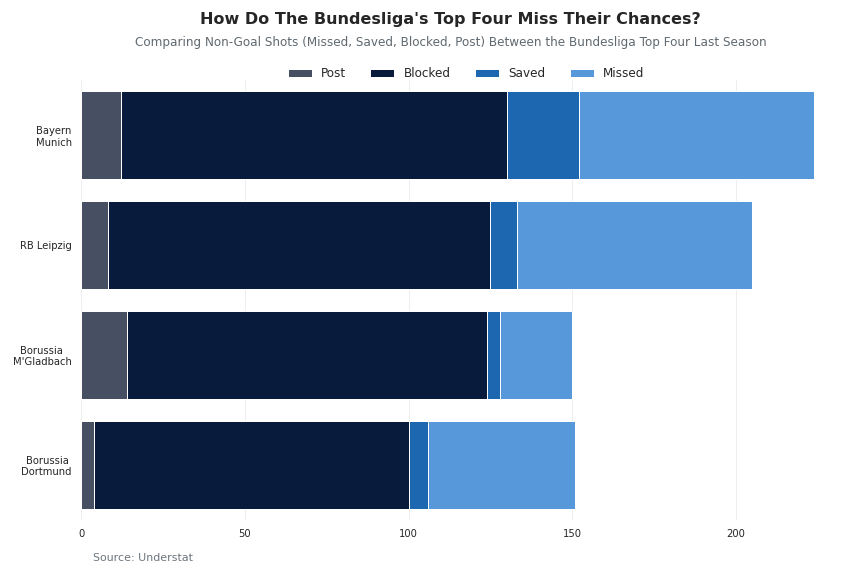 How Do The Bundesliga's Top Four Miss Their Chances?
Comparing Non-Goal Shots (Missed, Saved, Blocked, Post) Between the Bundesliga Top Four Last Season
Post Blocked Saved Missed
Bayern
Munich
RB Leipzig
Borussia
M'Gladbach
Borussia
Dortmund
0 50 100 150 200
Source: Understat